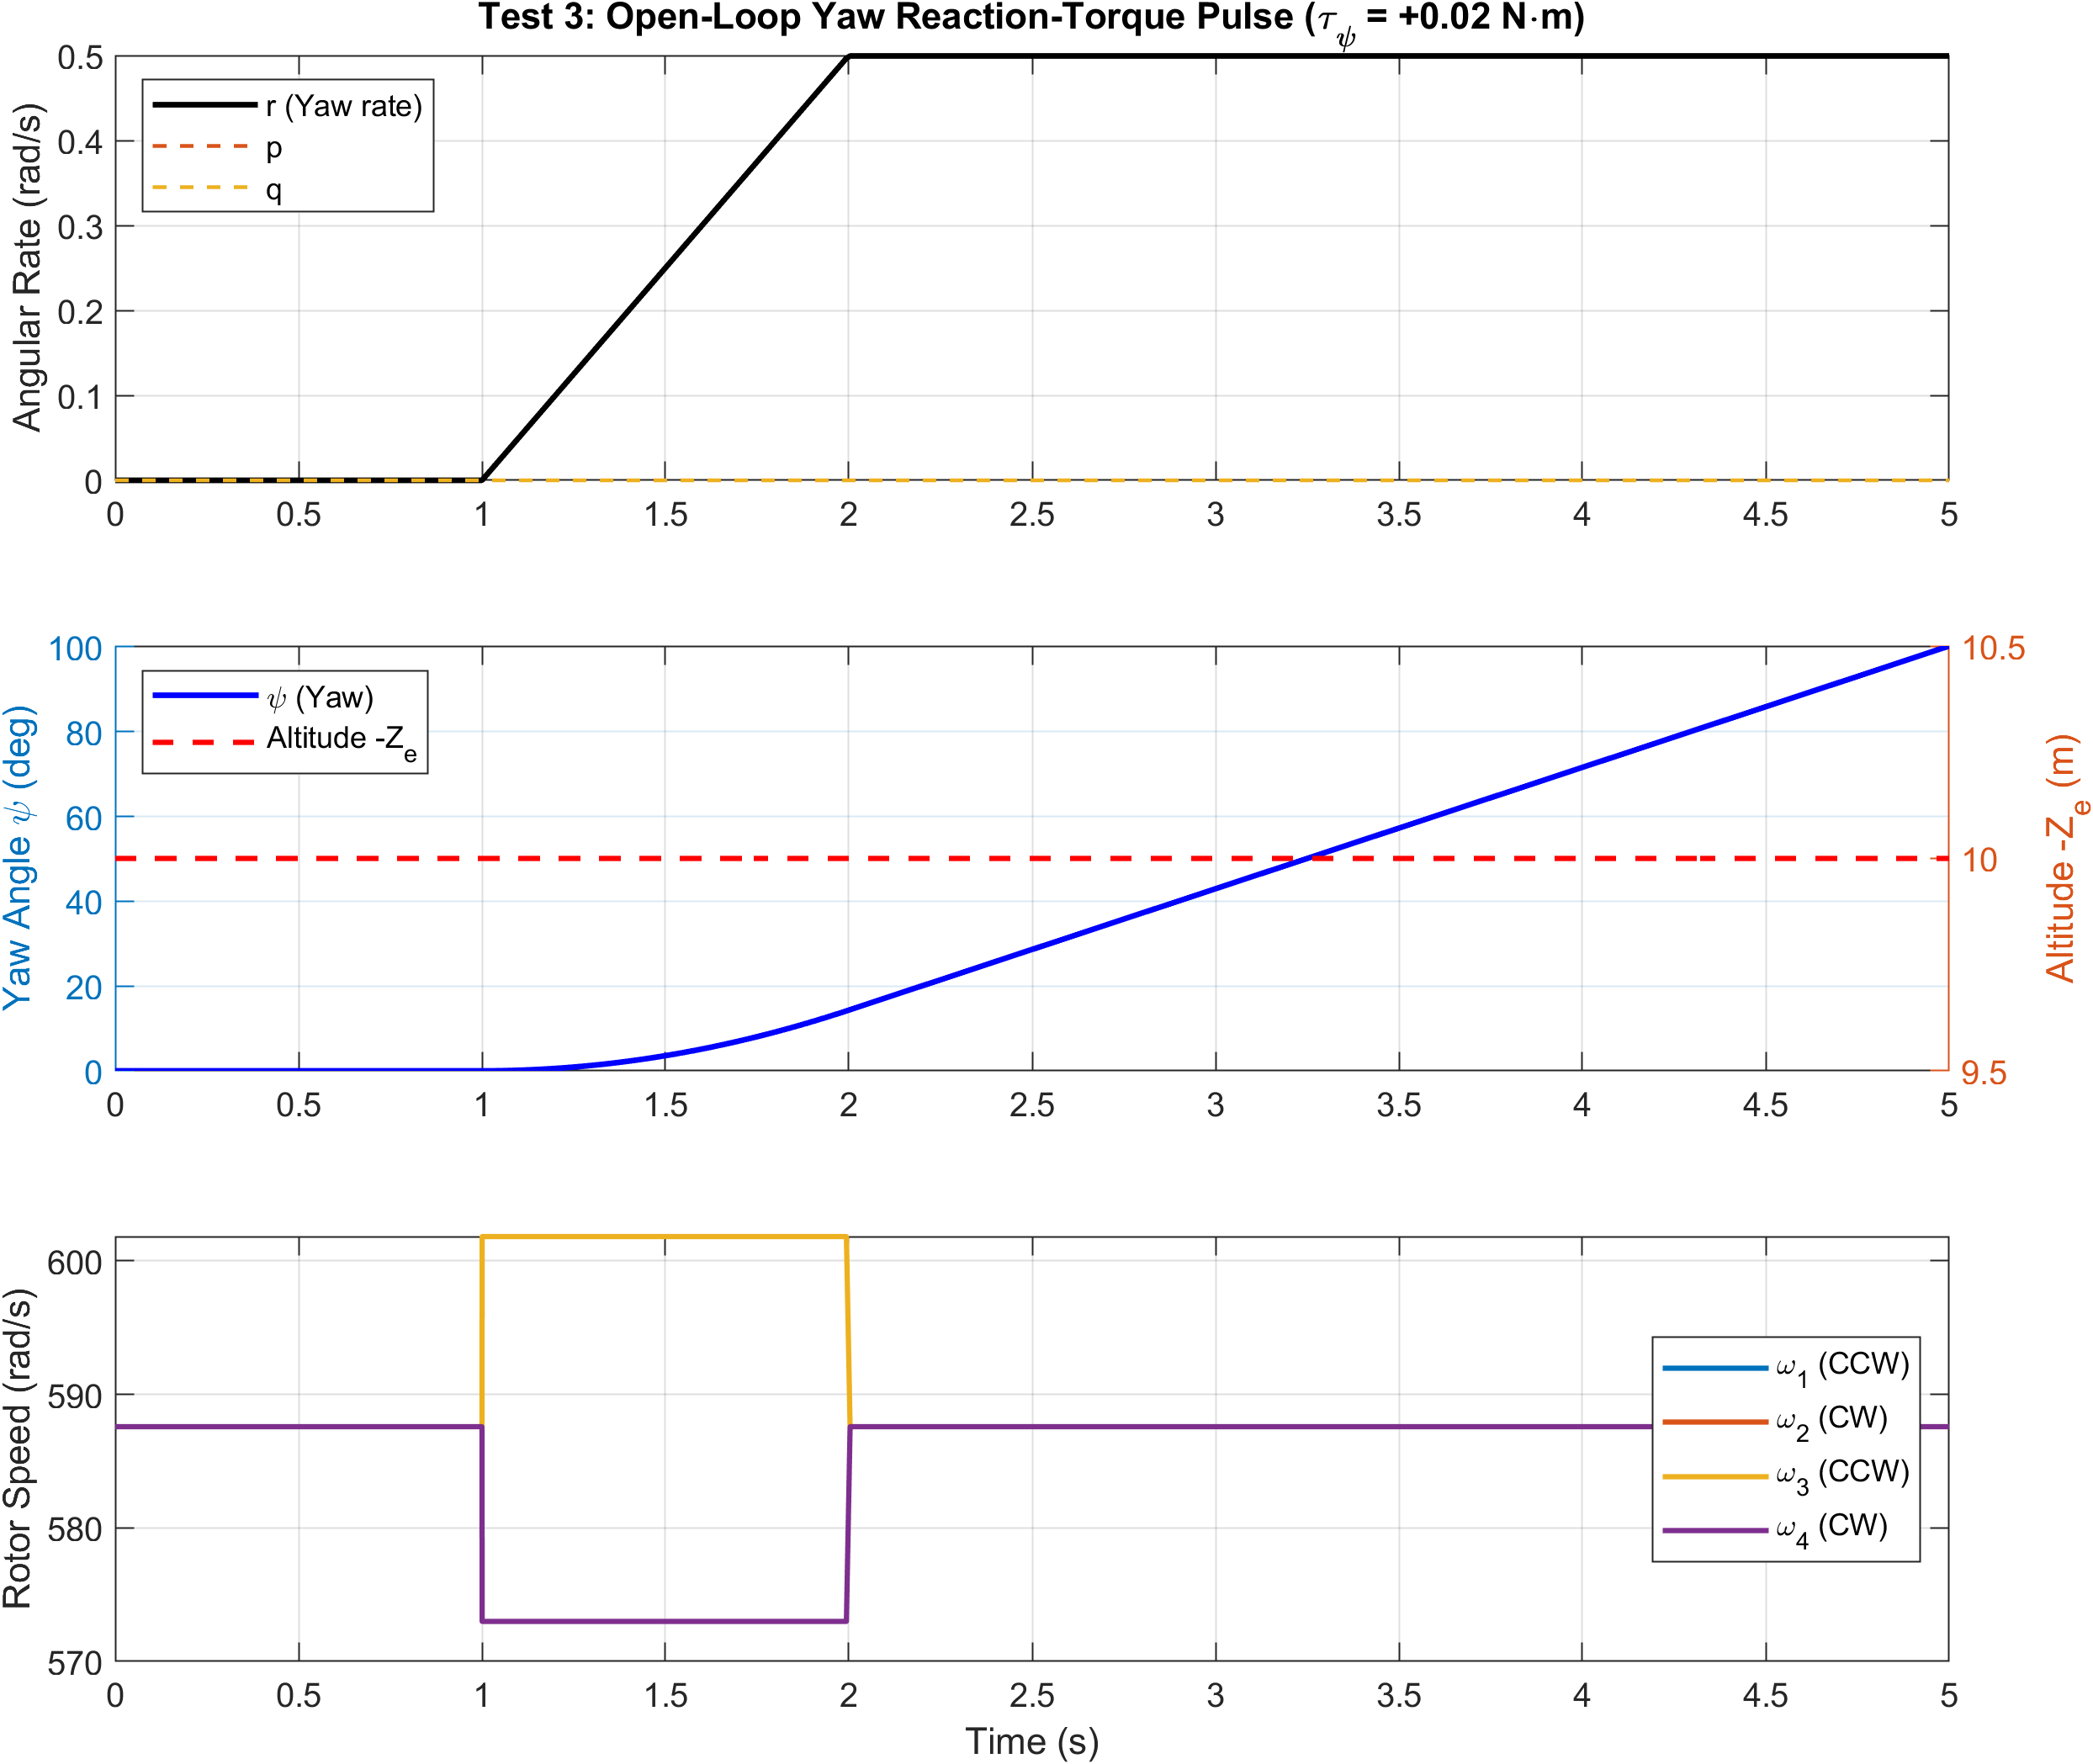 Test 3: Open-Loop Yaw Reaction-Torque Pulse (τψ = +0.02 N·m)
Angular Rate (rad/s)
0.5
0.4
0.3
0.2
0.1
0
r (Yaw rate)
p
q
0 0.5 1 1.5 2 2.5 3 3.5 4 4.5 5
Yaw Angle ψ (deg)
100
80
60
40
20
0
ψ (Yaw)
Altitude -Ze
10.5
10
9.5
Altitude -Ze (m)
0 0.5 1 1.5 2 2.5 3 3.5 4 4.5 5
Rotor Speed (rad/s)
600
590
580
570
ω1 (CCW)
ω2 (CW)
ω3 (CCW)
ω4 (CW)
0 0.5 1 1.5 2 2.5 3 3.5 4 4.5 5
Time (s)